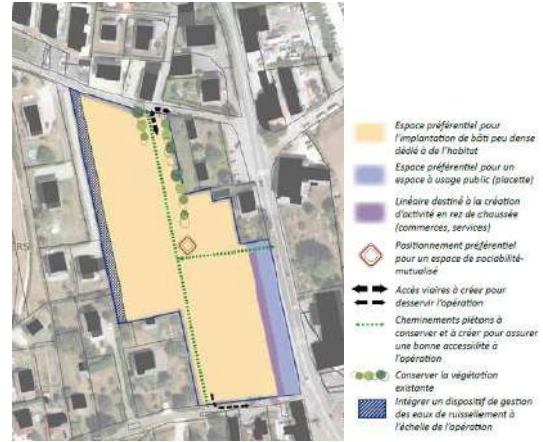 ERS
Espace préférentiel pour
l'implantation de bâti peu dense
dédié à de l'habitat
Espace préférentiel pour un
espace à usage public (placette)
Linéaire destiné à la création
d'activité en rez de chaussée
(commerces, services)
Positionnement préférentiel
pour un espace de sociabilité-
mutualisé
Accès viaires à créer pour
desservir l'opération
Cheminements piétons à
conserver et à créer pour assurer
une bonne accessibilité à
l'opération
Conserver la végétation
existante
Intégrer un dispositif de gestion
des eaux de ruissellement à
l'échelle de l'opération